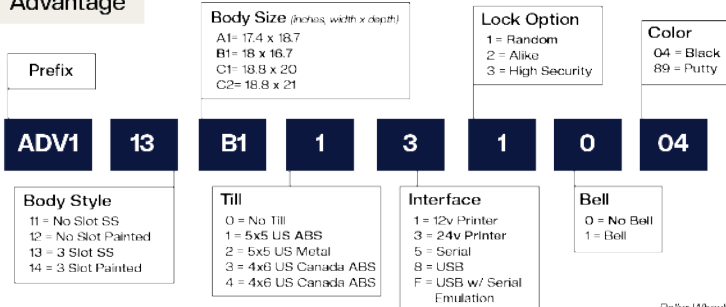 Advantage
Prefix
Body Size (inches, width x depth)
A1= 17.4 x 18.7
B1= 18 x 16.7
C1= 18.8 x 20
C2= 18.8 x 21
Lock Option
1 = Random
2 = Alike
3 = High Security
Color
04 = Black
89 = Putty
ADV1 13 B1 1 3 1 0 04
Body Style
11 = No Slot SS
12 = No Slot Painted
13 = 3 Slot SS
14 = 3 Slot Painted
Till
0 = No Till
1 = 5x5 US ABS
2 = 5x5 US Metal
3 = 4x6 US Canada ABS
4 = 4x6 US Canada ABS
Interface
1 = 12v Printer
3 = 24v Printer
5 = Serial
8 = USB
F = USB w/ Serial
Emulation
Bell
0 = No Bell
1 = Bell